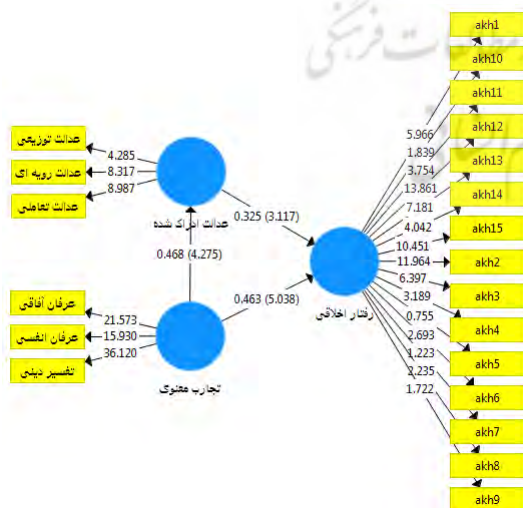 akh1
akh10
akh11
akh12
akh13
akh14
akh15
akh2
akh3
akh4
akh5
akh6
akh7
akh8
akh9
5.966
1.839
3.754
13.861
7.181
4.042
10.451
11.964
6.397
3.189
0.755
2.693
1.223
2.235
1.722
عدالت توزیعی
عدالت رویه ای
عدالت تعاملی
4.285
8.317
8.987
عدالت ادراک شده
0.325 (3.117)
0.468 (4.275)
رفتار اخلاقی
0.463 (5.038)
عرفان آفاقی
عرفان انفسی
تفسیر دینی
21.573
15.930
36.120
تجارب معنوی